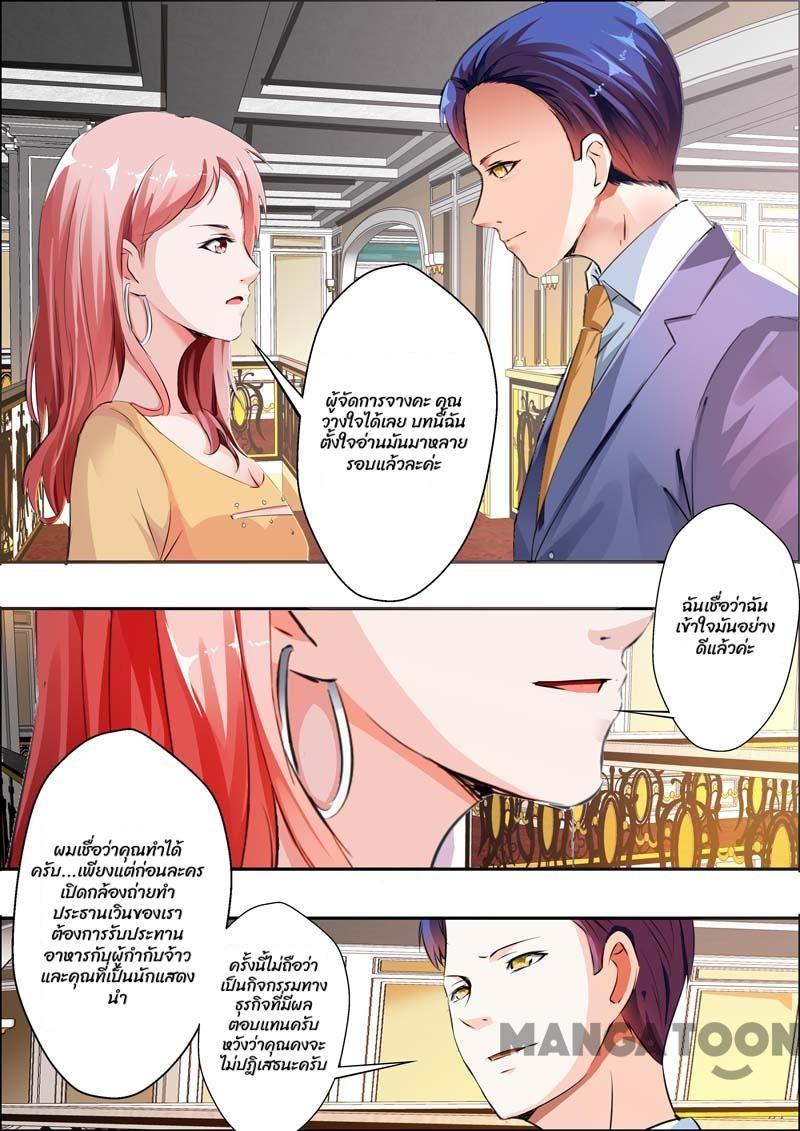 ผู้จัดการจางคะ คุณ
วางใจได้เลย บทนี้ฉัน
ตั้งใจอ่านมันมาหลาย
รอบแล้วละค่ะ
ฉันเชื่อว่าฉัน
เข้าใจมันอย่าง
ดีแล้วค่ะ
ผมเชื่อว่าคุณทำได้
ครับ...เพียงแต่ก่อนละคร
เปิดกล้องถ่ายทำ
ประธานเวินของเรา
ต้องการรับประทาน
อาหารกับผู้กำกับจ้าว
และคุณที่เป็นนักแสดง
นำ
ครั้งนี้ไม่ถือว่า
เป็นกิจกรรมทาง
ธุรกิจที่มีผล
ตอบแทนครับ
หวังว่าคุณคงจะ
ไม่ปฏิเสธนะครับ
MANGATOON